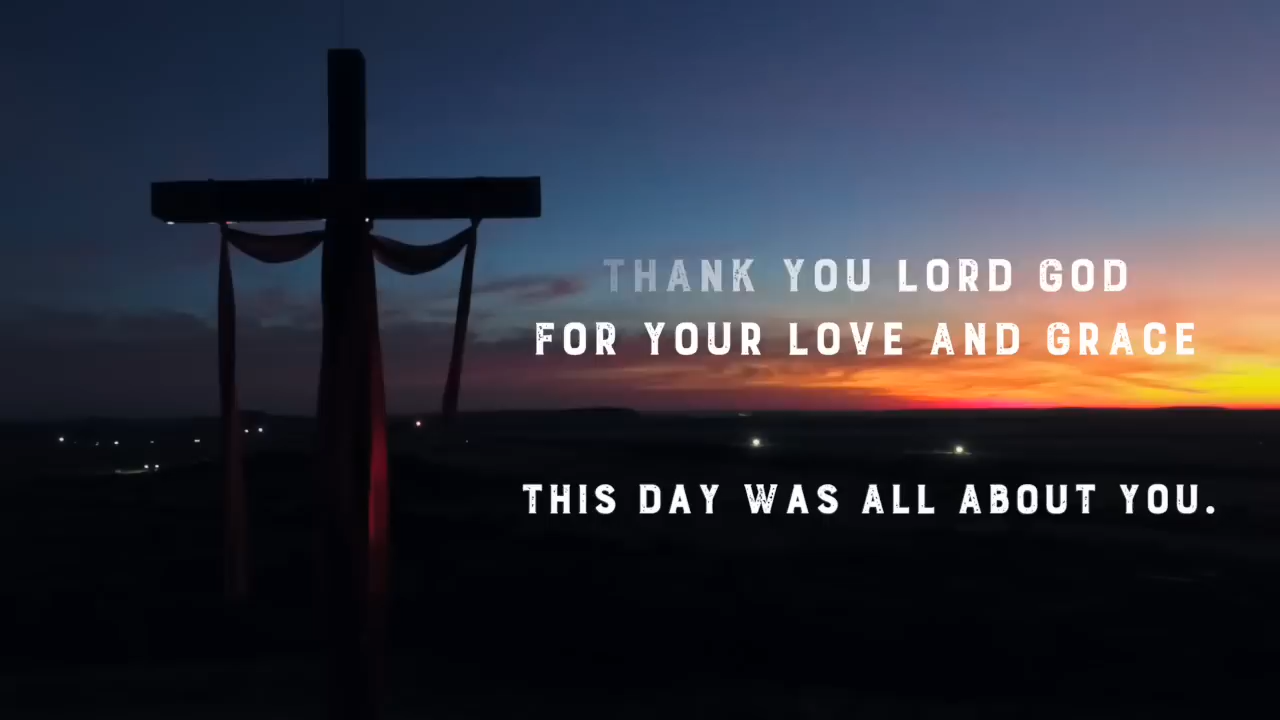 THANK YOU LORD GOD
FOR YOUR LOVE AND GRACE
THIS DAY WAS ALL ABOUT YOU.